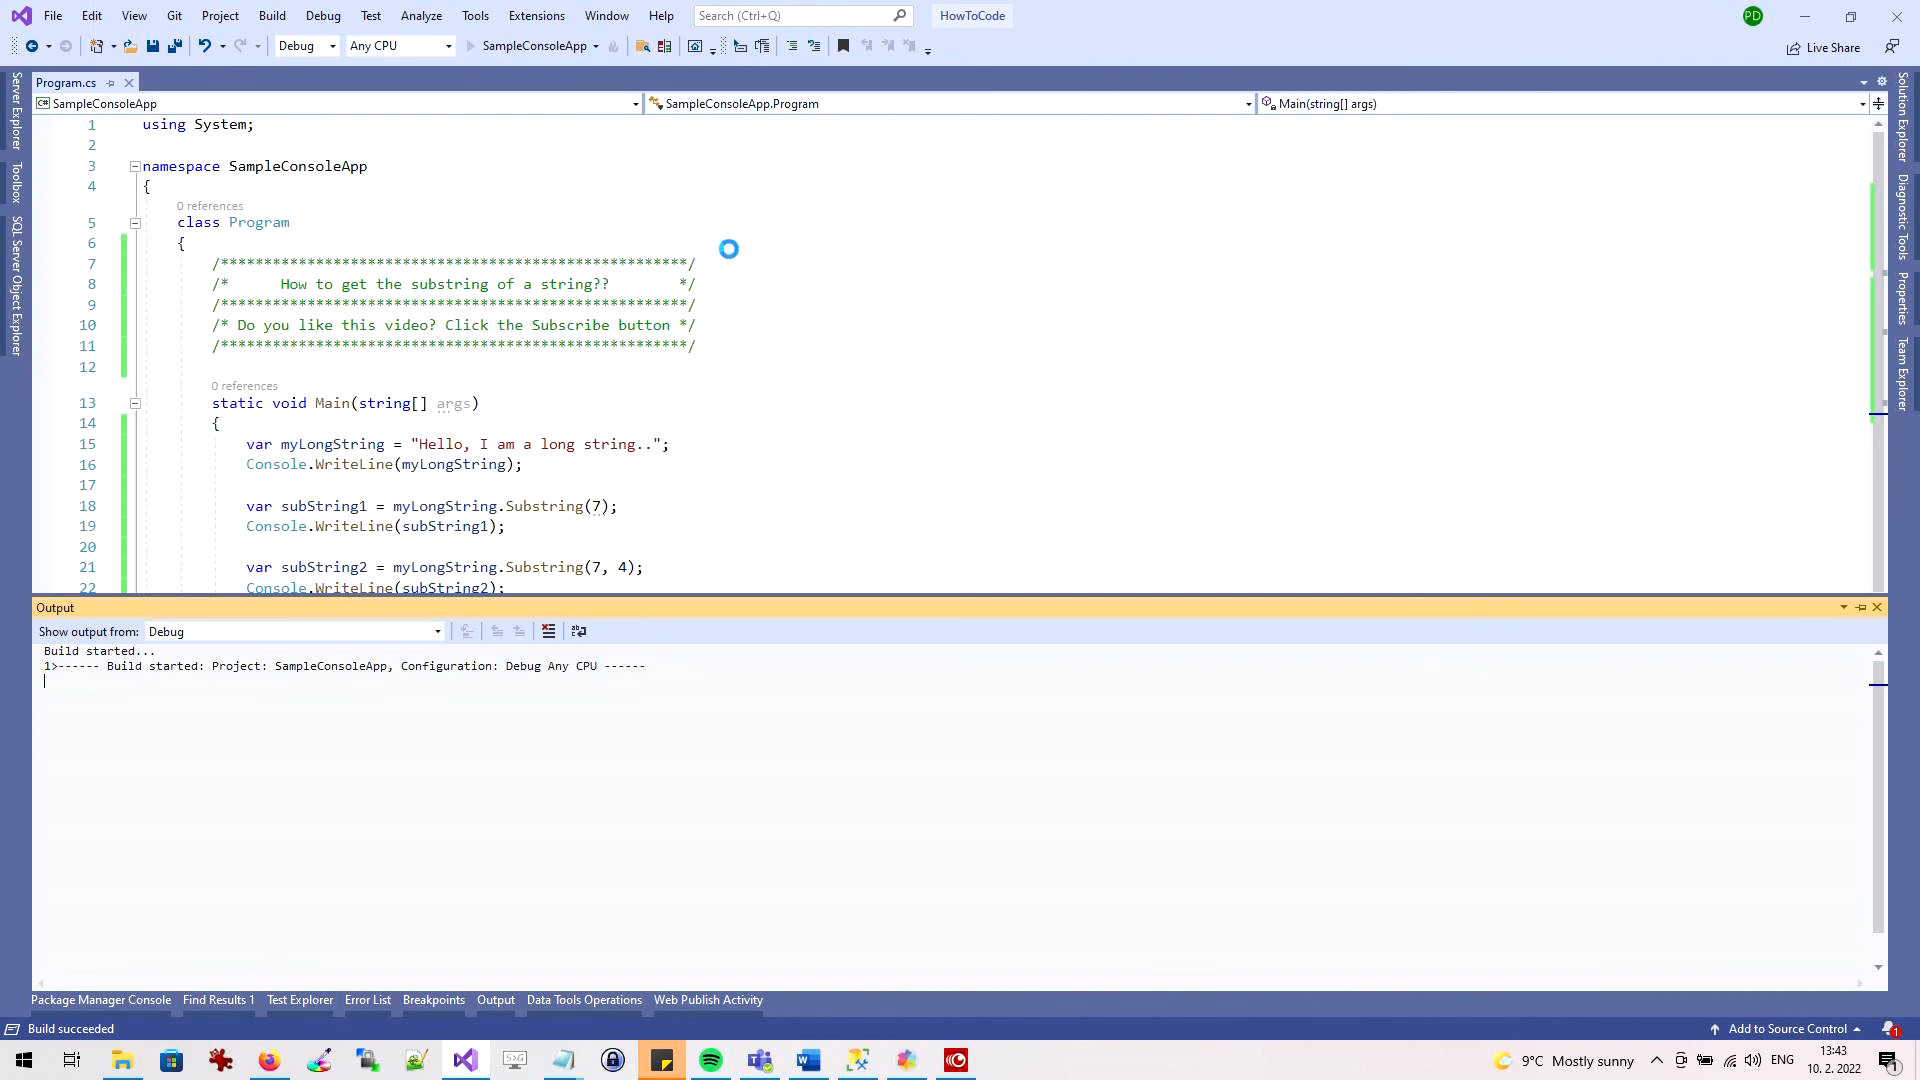 File Edit View Git Project Build Debug Test Analyze Tools Extensions Window Help Search (Ctrl+Q) HowToCode PD
Debug Any CPU SampleConsoleApp Live Share
Program.cs
SampleConsoleApp SampleConsoleApp.Program Main(string[] args)
Server Explorer
Toolbox
SQL Server Object Explorer
1 using System;
2
3 namespace SampleConsoleApp
4 {
0 references
5 class Program
6 {
7 /******************************************************/
8 /* How to get the substring of a string?? */
9 /******************************************************/
10 /* Do you like this video? Click the Subscribe button */
11 /******************************************************/
12
0 references
13 static void Main(string[] args)
14 {
15 var myLongString = "Hello, I am a long string..";
16 Console.WriteLine(myLongString);
17
18 var subString1 = myLongString.Substring(7);
19 Console.WriteLine(subString1);
20
21 var subString2 = myLongString.Substring(7, 4);
22 Console.WriteLine(subString2);
Solution Explorer
Diagnostic Tools
Properties
Team Explorer
Output
Show output from: Debug
Build started...
1>------ Build started: Project: SampleConsoleApp, Configuration: Debug Any CPU ------
Package Manager Console Find Results 1 Test Explorer Error List Breakpoints Output Data Tools Operations Web Publish Activity
Build succeeded Add to Source Control 1
9°C Mostly sunny ENG 13:43
10. 2. 2022 1